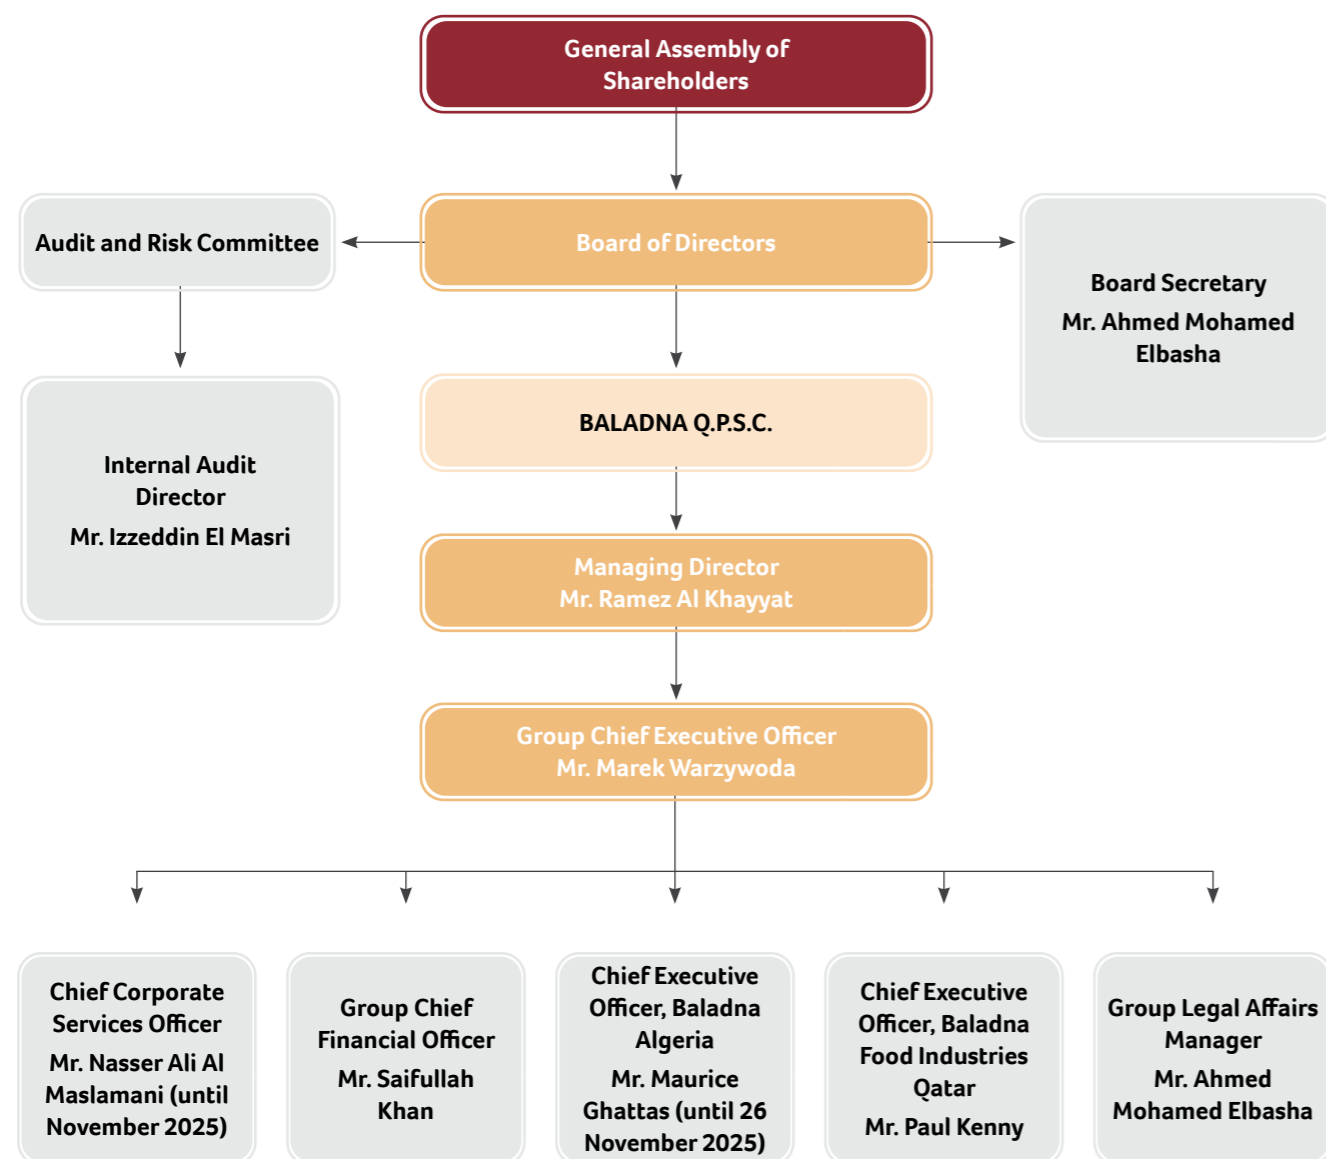 General Assembly of
Shareholders
Audit and Risk Committee
Board of Directors
Board Secretary
Mr. Ahmed Mohamed
Elbasha
BALADNA Q.P.S.C.
Internal Audit
Director
Mr. Izzeddin El Masri
Managing Director
Mr. Ramez Al Khayyat
Group Chief Executive Officer
Mr. Marek Warzywoda
Chief Corporate
Services Officer
Mr. Nasser Ali Al
Maslamani (until
November 2025)
Group Chief
Financial Officer
Mr. Saifullah
Khan
Chief Executive
Officer, Baladna
Algeria
Mr. Maurice
Ghattas (until 26
November 2025)
Chief Executive
Officer, Baladna
Food Industries
Qatar
Mr. Paul Kenny
Group Legal Affairs
Manager
Mr. Ahmed
Mohamed Elbasha